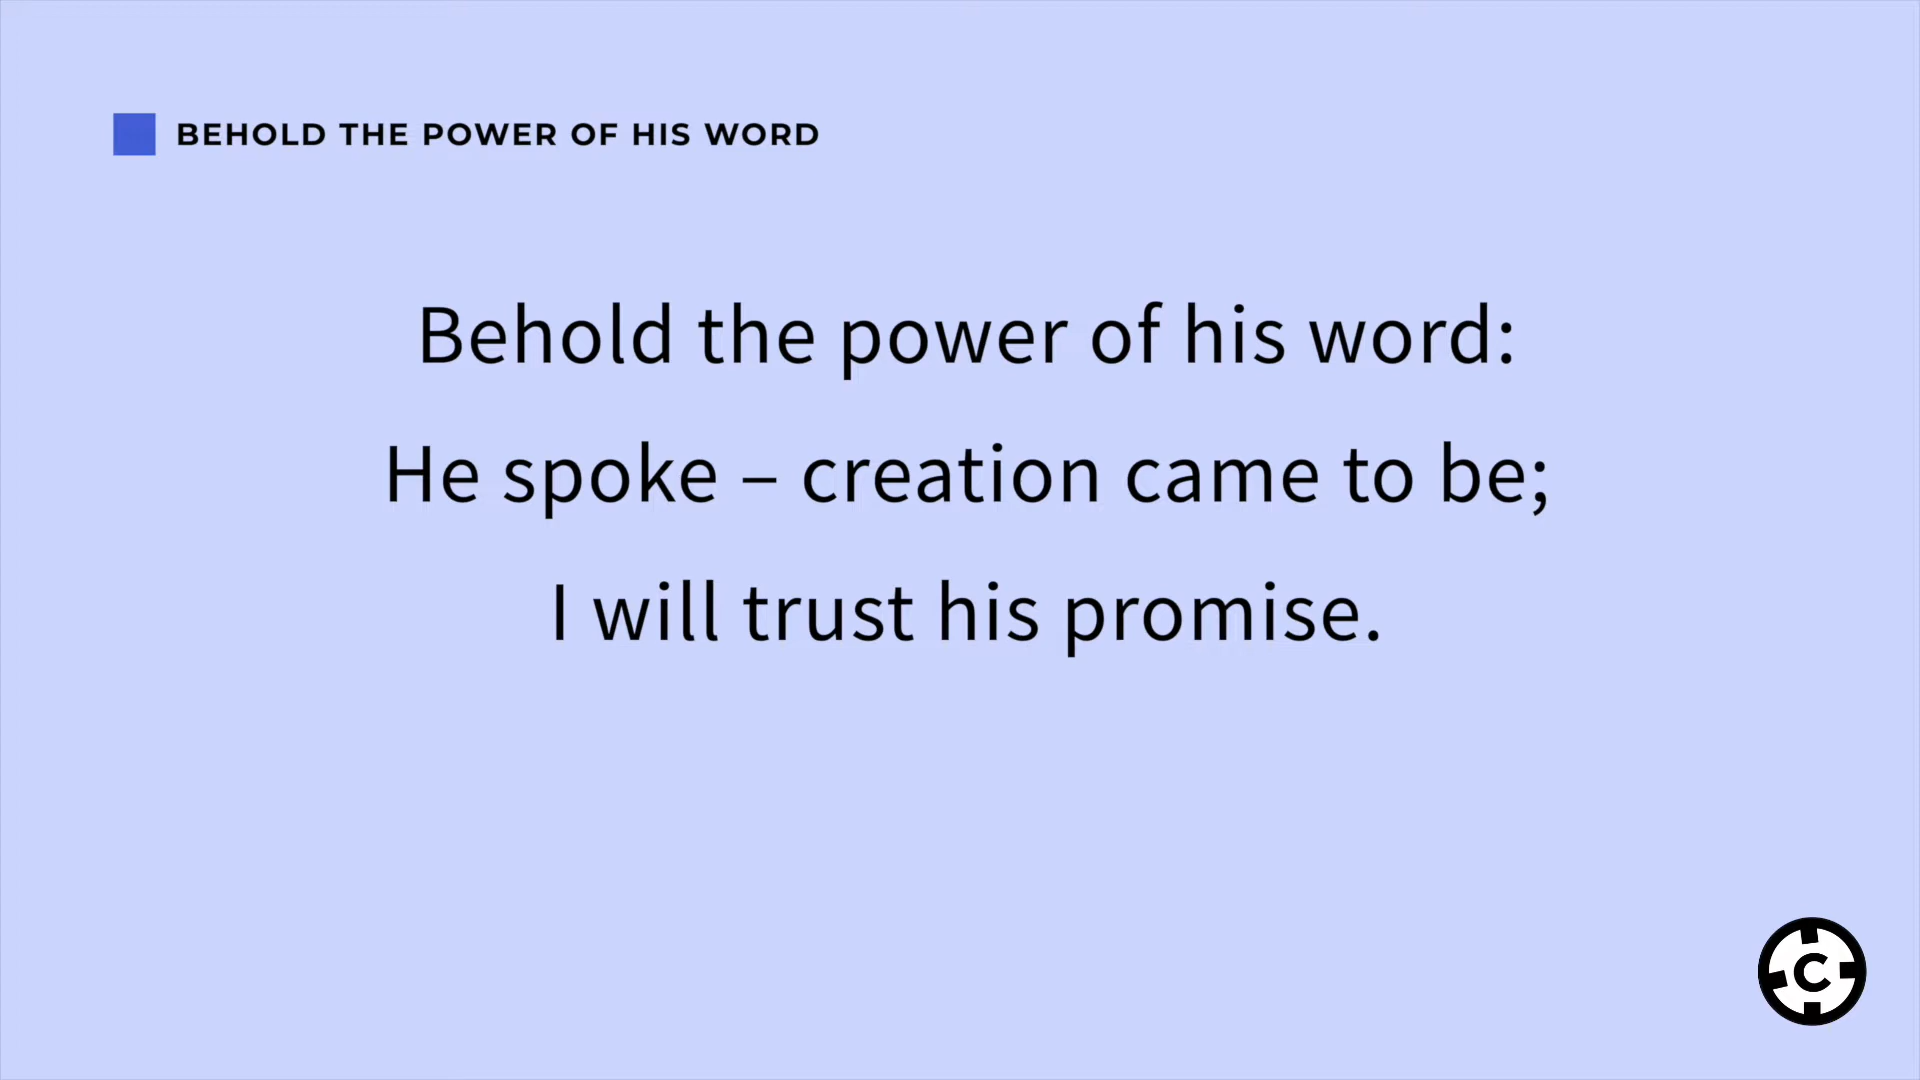 BEHOLD THE POWER OF HIS WORD
Behold the power of his word:
He spoke – creation came to be;
I will trust his promise.
C